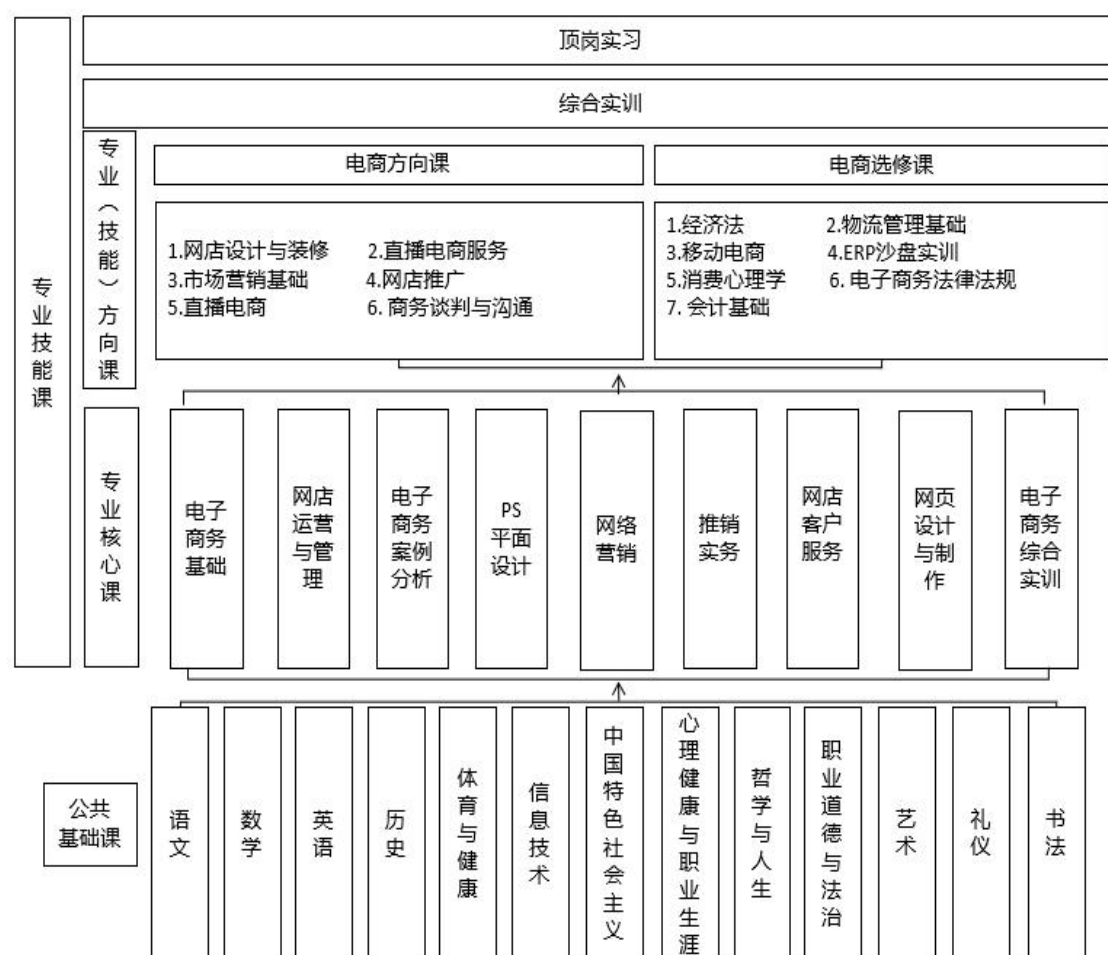 顶岗实习
综合实训
专业技能课
专业（技能）方向课
电商方向课
电商选修课
1.网店设计与装修 2.直播电商服务
3.市场营销基础 4.网店推广
5.直播电商 6. 商务谈判与沟通
1.经济法 2.物流管理基础
3.移动电商 4.ERP沙盘实训
5.消费心理学 6. 电子商务法律法规
7. 会计基础
专业核心课
电子
商务
基础
网店
运营
与管
理
电子
商务
案例
分析
PS
平面
设计
网络
营销
推销
实务
网店
客户
服务
网页
设计
与制
作
电子
商务
综合
实训
公共
基础课
语文
数学
英语
历史
体育与健康
信息技术
中国特色社会主义
心理健康与职业生涯
哲学与人生
职业道德与法治
艺术
礼仪
书法